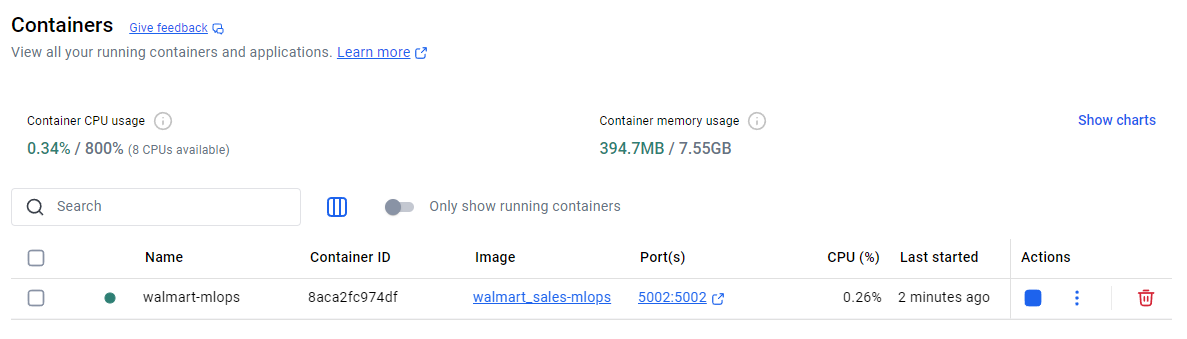 Containers Give feedback
View all your running containers and applications. Learn more
Container CPU usage Container memory usage Show charts
0.34% / 800% (8 CPUs available) 394.7MB / 7.55GB
Search Only show running containers
Name Container ID Image Port(s) CPU (%) Last started Actions
walmart-mlops 8aca2fc974df walmart_sales-mlops 5002:5002 0.26% 2 minutes ago